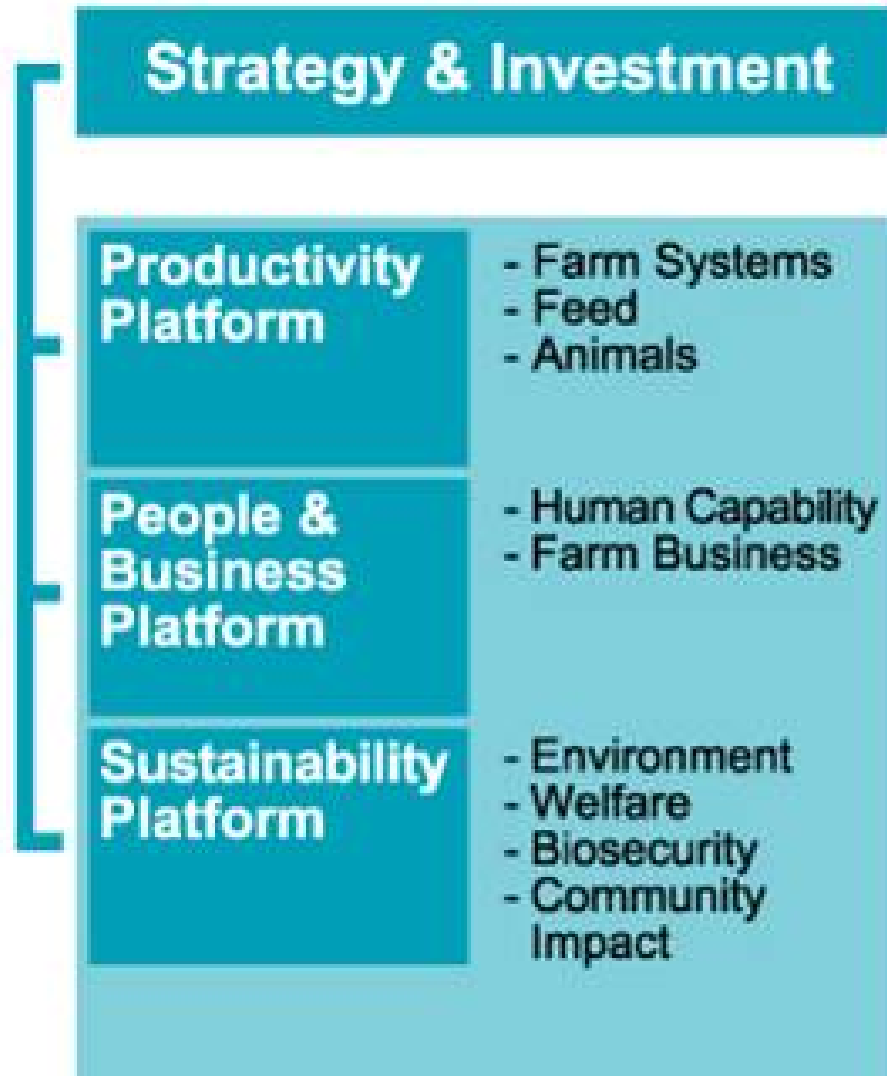 Strategy & Investment
Productivity
Platform
- Farm Systems
- Feed
- Animals
People &
Business
Platform
- Human Capability
- Farm Business
Sustainability
Platform
- Environment
- Welfare
- Biosecurity
- Community
Impact